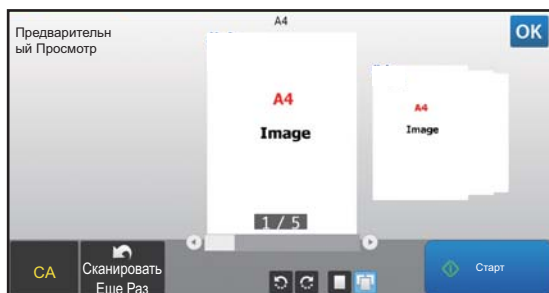 A4
Предварительн
ый Просмотр
OK
A4
Image
A4
Image
1 / 5
CA
Сканировать
Еще Раз
Старт